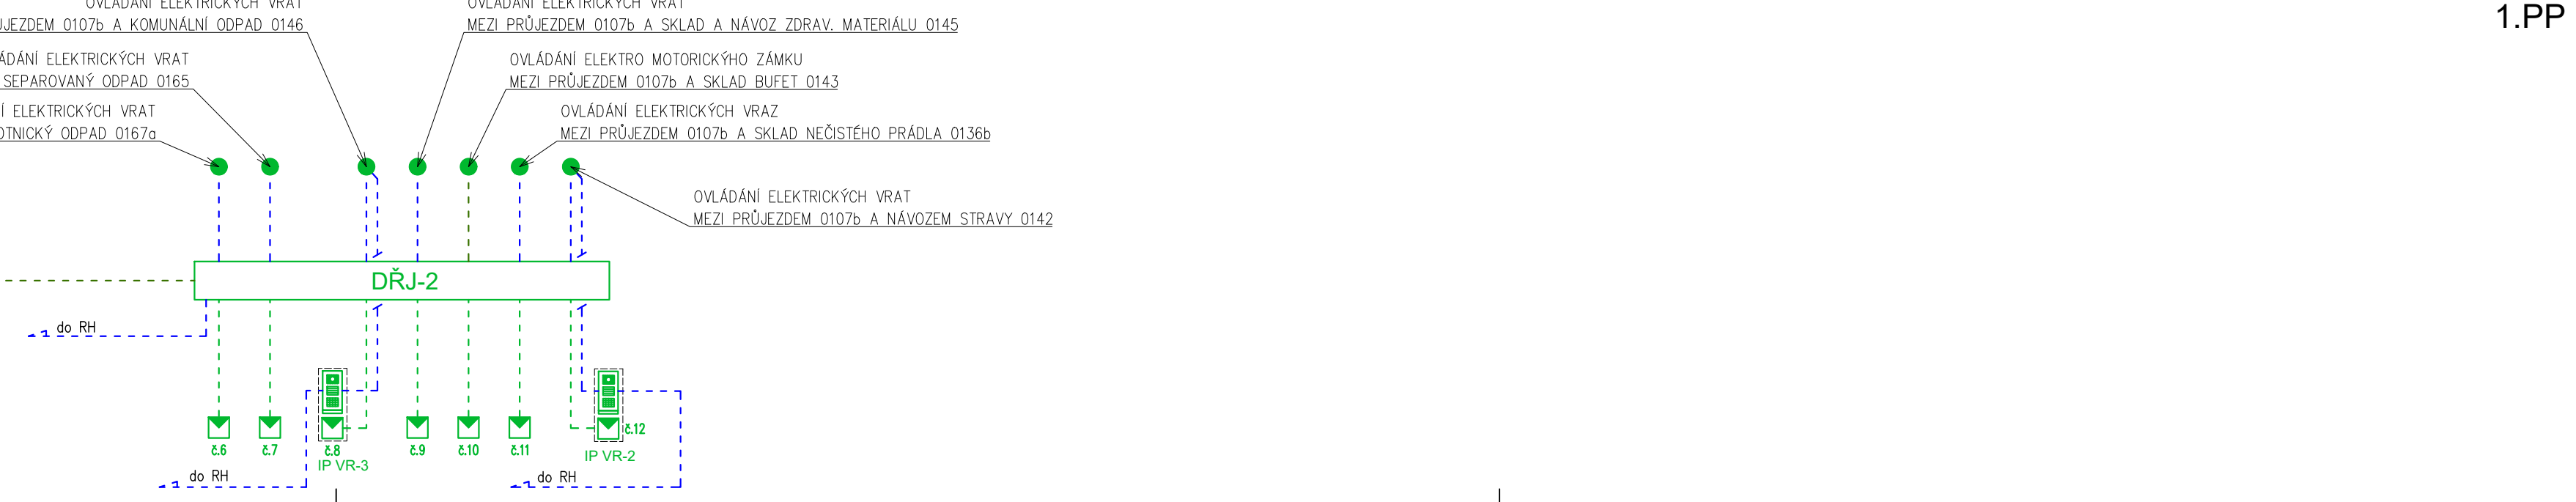 OVLÁDÁNÍ ELEKTRICKÝCH VRAT
0107b A KOMUNÁLNÍ ODPAD 0146
OVLÁDÁNÍ ELEKTRICKÝCH VRAT
MEZI PRŮJEZDEM 0107b A SKLAD A NÁVOZ ZDRAV. MATERIÁLU 0145
1.PP
ELEKTRICKÝCH VRAT
SEPAROVANÝ ODPAD 0165
OVLÁDÁNÍ ELEKTRO MOTORICKÝHO ZÁMKU
MEZI PRŮJEZDEM 0107b A SKLAD BUFET 0143
ELEKTRICKÝCH VRAT
ODPAD 0167a
OVLÁDÁNÍ ELEKTRICKÝCH VRAZ
MEZI PRŮJEZDEM 0107b A SKLAD NEČISTÉHO PRÁDLA 0136b
OVLÁDÁNÍ ELEKTRICKÝCH VRAT
MEZI PRŮJEZDEM 0107b A NÁVOZEM STRAVY 0142
DŘJ-2
do RH
č.6
č.7
č.8
IP VR-3
č.9
č.10
č.11
č.12
IP VR-2
do RH
do RH